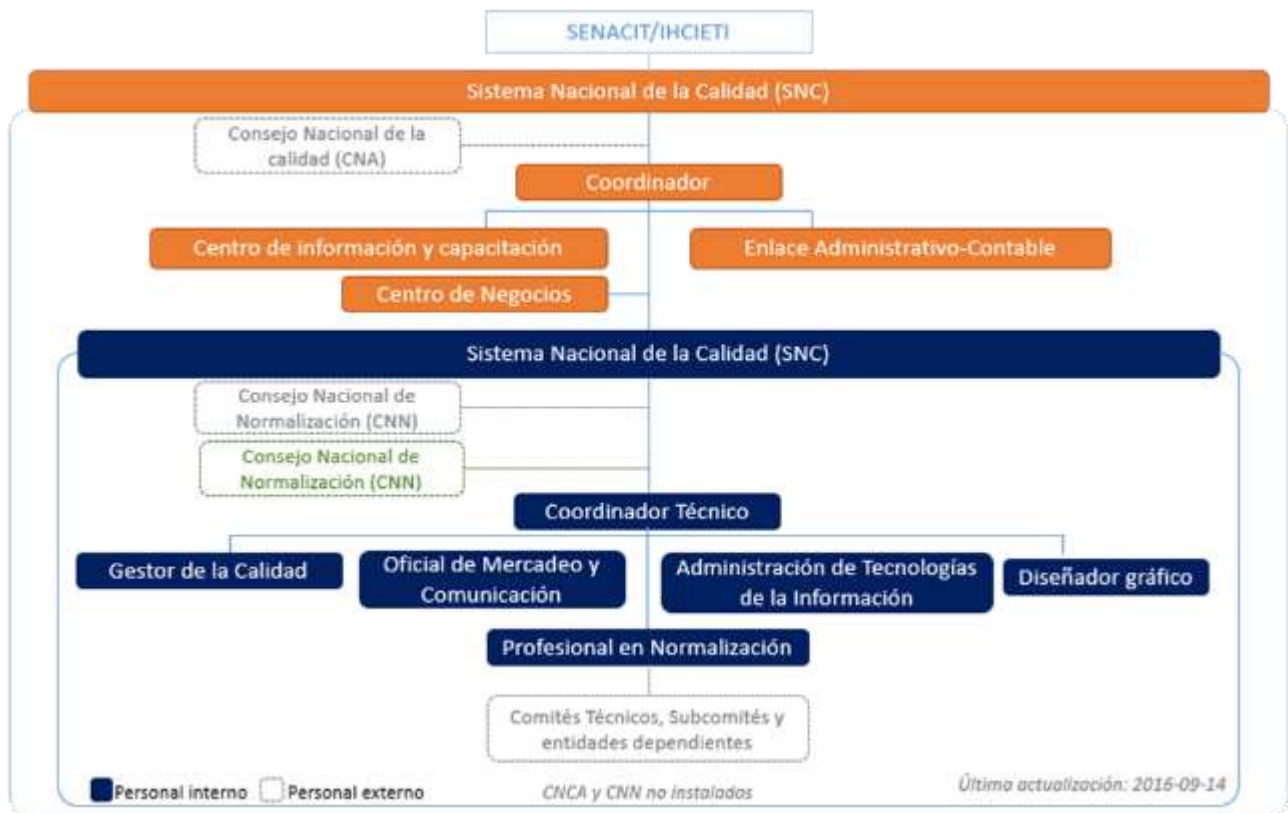 SENACIT/IHCIETI
Sistema Nacional de la Calidad (SNC)
Consejo Nacional de la
calidad (CNA)
Coordinador
Centro de información y capacitación
Enlace Administrativo-Contable
Centro de Negocios
Sistema Nacional de la Calidad (SNC)
Consejo Nacional de
Normalización (CNN)
Consejo Nacional de
Normalización (CNN)
Coordinador Técnico
Gestor de la Calidad
Oficial de Mercadeo y
Comunicación
Administración de Tecnologías
de la Información
Diseñador gráfico
Profesional en Normalización
Comités Técnicos, Subcomités y
entidades dependientes
Personal interno
Personal externo
CNCA y CNN no instalados
Última actualización: 2016-09-14